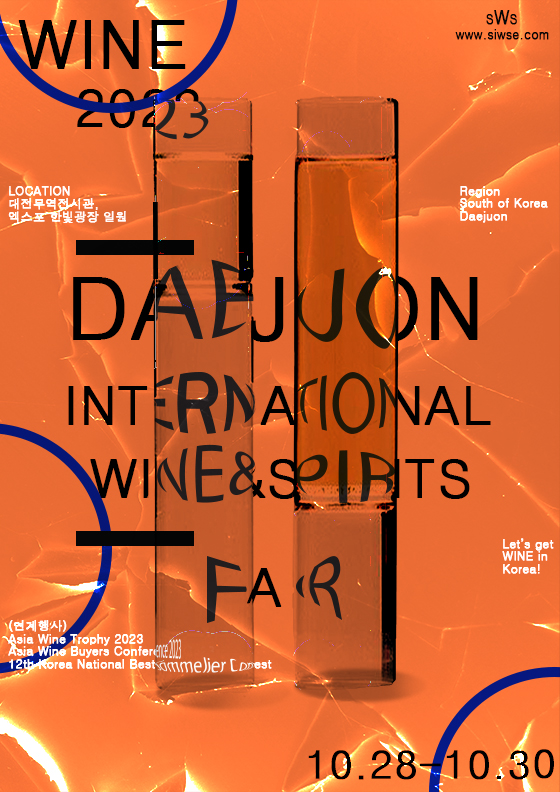 WINE
2023
sWs
www.siwse.com
LOCATION
대전무역전시관,
엑스포 한빛광장 일원
Region
South of Korea
Daejuon
DAEJUON
INTERNATIONAL
WINE&SPIRITS
FAIR
Let's get
WINE in
Korea!
(연계행사)
Asia Wine Trophy 2023
Asia Wine Buyers Conference 2023
12th Korea National Best Sommelier Contest
10.28-10.30